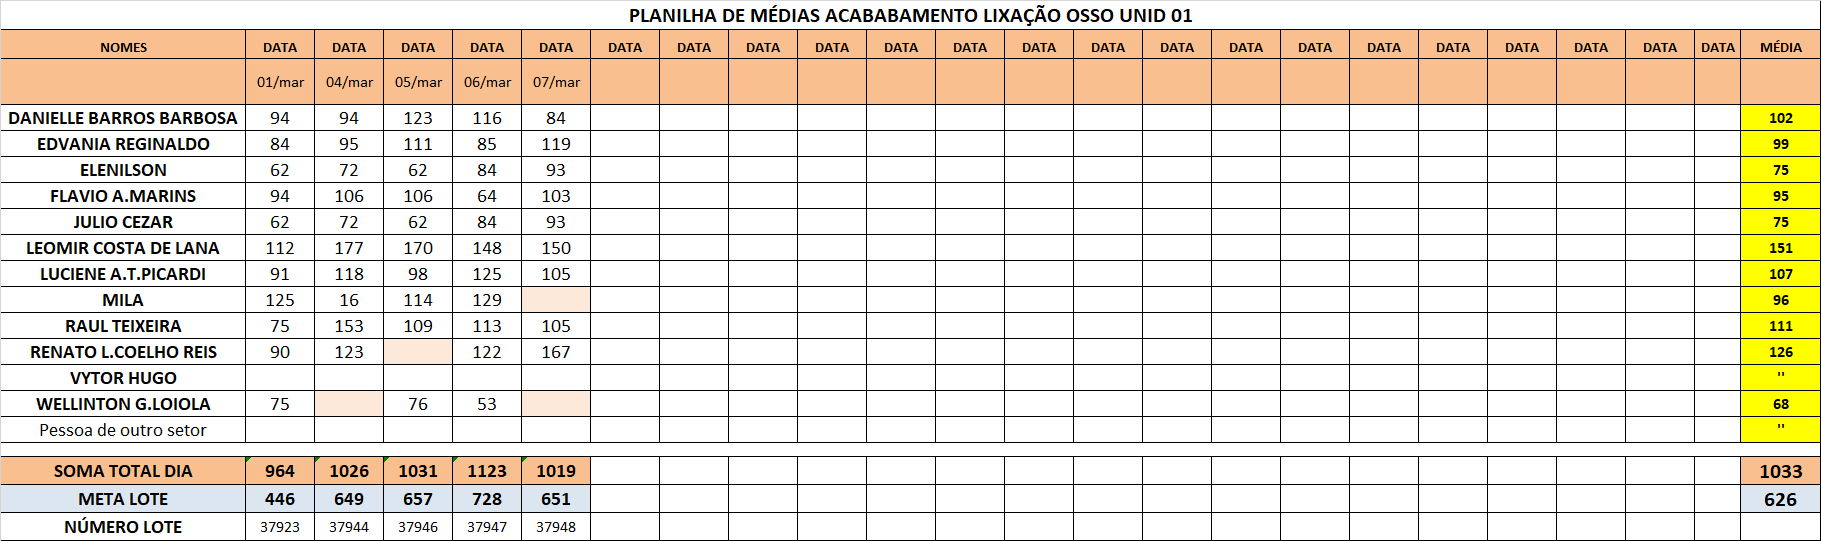 PLANILHA DE MÉDIAS ACABABAMENTO LIXAÇÃO OSSO UNID 01
NOMES DATA DATA DATA DATA DATA DATA DATA DATA DATA DATA DATA DATA DATA DATA DATA DATA DATA DATA DATA DATA DATA DATA MÉDIA
01/mar 04/mar 05/mar 06/mar 07/mar
DANIELLE BARROS BARBOSA 94 94 123 116 84 102
EDVANIA REGINALDO 84 95 111 85 119 99
ELENILSON 62 72 62 84 93 75
FLAVIO A.MARINS 94 106 106 64 103 95
JULIO CEZAR 62 72 62 84 93 75
LEOMIR COSTA DE LANA 112 177 170 148 150 151
LUCIENE A.T.PICARDI 91 118 98 125 105 107
MILA 125 16 114 129 96
RAUL TEIXEIRA 75 153 109 113 105 111
RENATO L.COELHO REIS 90 123 122 167 126
VYTOR HUGO "
WELLINTON G.LOIOLA 75 76 53 68
Pessoa de outro setor "
SOMA TOTAL DIA 964 1026 1031 1123 1019 1033
META LOTE 446 649 657 728 651 626
NÚMERO LOTE 37923 37944 37946 37947 37948